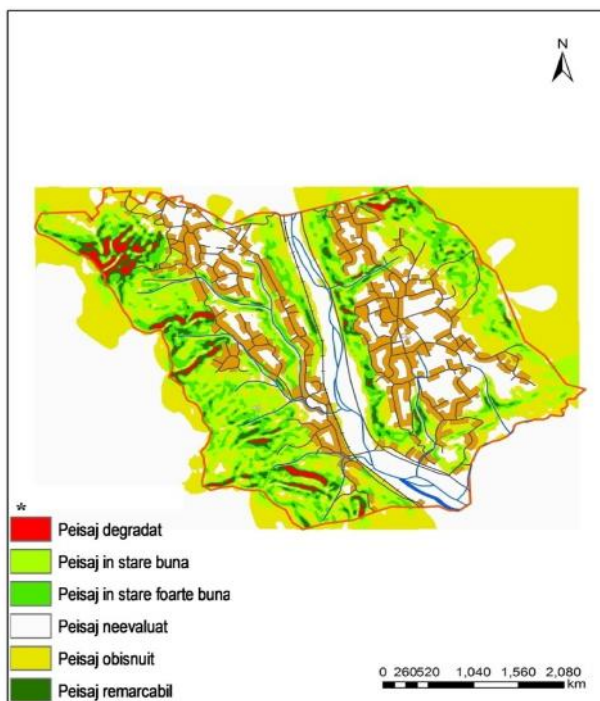 N
*
Peisaj degradat
Peisaj in stare buna
Peisaj in stare foarte buna
Peisaj neevaluat
Peisaj obisnuit
Peisaj remarcabil
0 260520 1,040 1,560 2,080
km